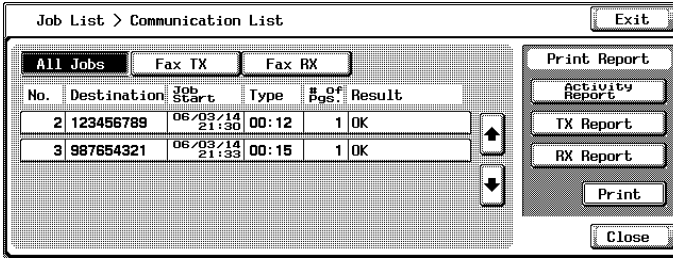 Job List > Communication List Exit
All Jobs Fax TX Fax RX
Print Report
No. Destination Job Start Type # of Pgs. Result
Activity Report
2 123456789 06/03/14 21:30 00:12 1 OK
TX Report
3 987654321 06/03/14 21:33 00:15 1 OK
RX Report
Print
Close